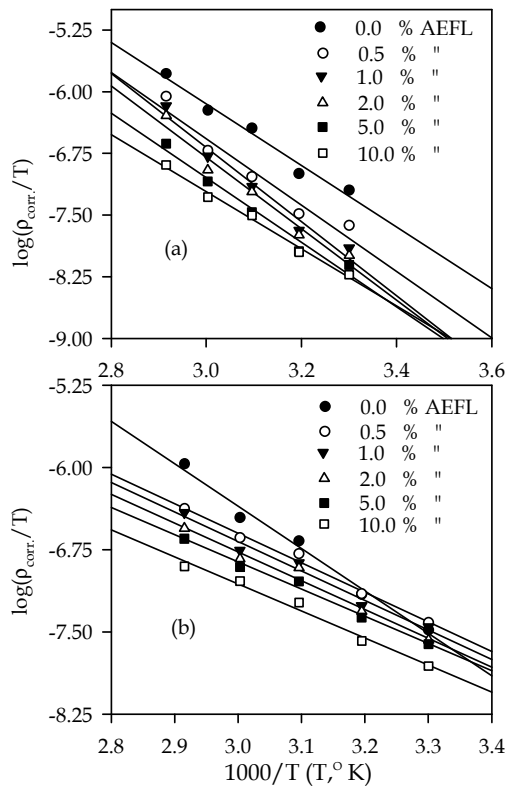 -5.25
-6.00
-6.75
-7.50
-8.25
-9.00
log(ρcorr./T)
0.0 % AEFL
0.5 % "
1.0 % "
2.0 % "
5.0 % "
10.0 % "
(a)
2.8 3.0 3.2 3.4 3.6
-5.25
-6.00
-6.75
-7.50
-8.25
log(ρcorr./T)
0.0 % AEFL
0.5 % "
1.0 % "
2.0 % "
5.0 % "
10.0 % "
(b)
2.8 2.9 3.0 3.1 3.2 3.3 3.4
1000/T (T,° K)